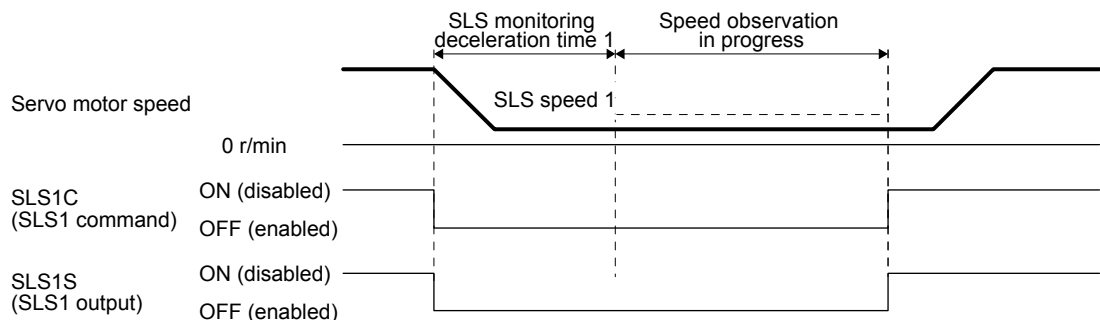 SLS monitoring
deceleration time 1
Speed observation
in progress
Servo motor speed
SLS speed 1
0 r/min
SLS1C
(SLS1 command)
ON (disabled)
OFF (enabled)
SLS1S
(SLS1 output)
ON (disabled)
OFF (enabled)